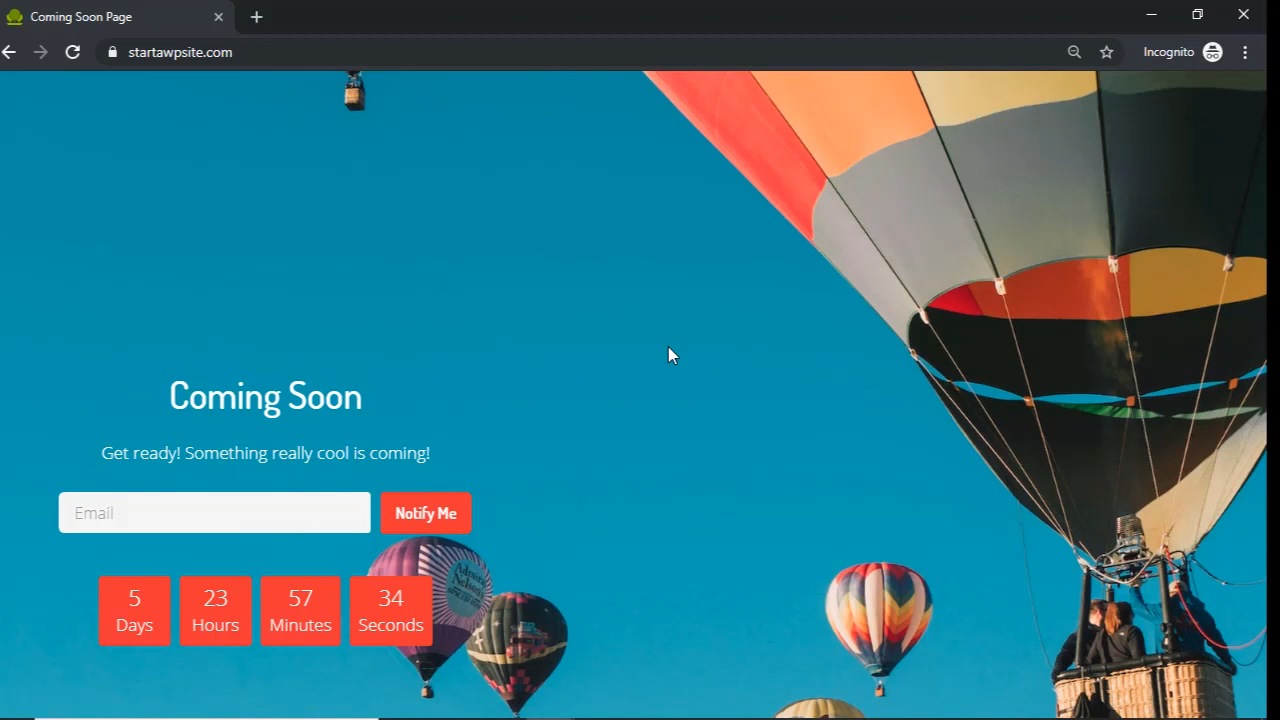 Coming Soon Page
startawpsite.com
Incognito
Coming Soon
Get ready! Something really cool is coming!
Email
Notify Me
5
Days
23
Hours
57
Minutes
34
Seconds